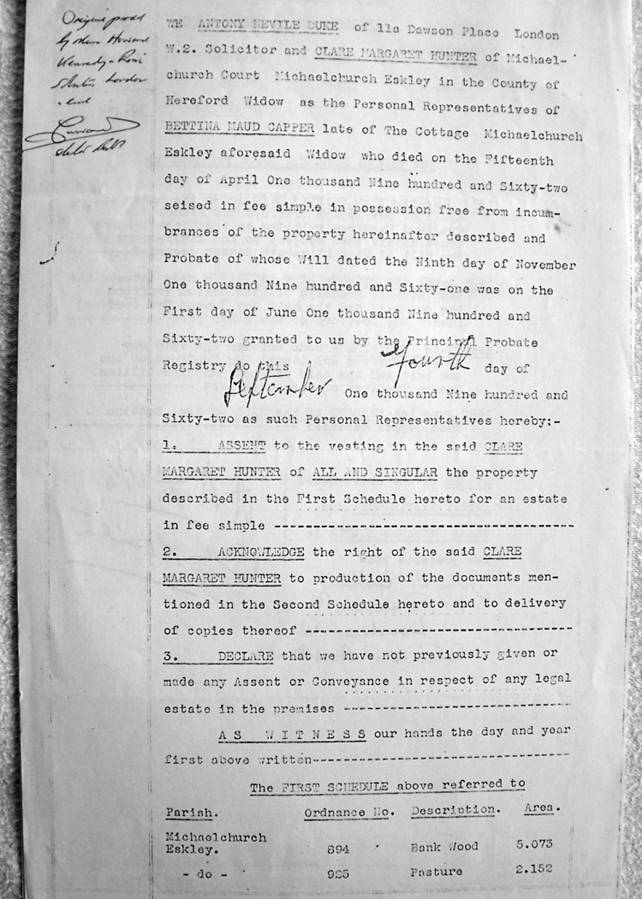 WE ANTONY NEVILE DUKE of 11a Dawson Place London
W.2. Solicitor and CLARE MARGARET HUNTER of Michael-
church Court Michaelchurch Eskley in the County of
Hereford Widow as the Personal Representatives of
BETTINA MAUD CAPPER late of The Cottage Michaelchurch
Eskley aforesaid Widow who died on the Fifteenth
day of April One thousand Nine hundred and Sixty-two
seised in fee simple in possession free from incum-
brances of the property hereinafter described and
Probate of whose Will dated the Ninth day of November
One thousand Nine hundred and Sixty-one was on the
First day of June One thousand Nine hundred and
Sixty-two granted to us by the Principal Probate
Registry do this Fourth day of
September One thousand Nine hundred and
Sixty-two as such Personal Representatives hereby:-
1. ASSENT to the vesting in the said CLARE
MARGARET HUNTER of ALL AND SINGULAR the property
described in the First Schedule hereto for an estate
in fee simple ---------------------------------------
2. ACKNOWLEDGE the right of the said CLARE
MARGARET HUNTER to production of the documents men-
tioned in the Second Schedule hereto and to delivery
of copies thereof -----------------------------------
3. DECLARE that we have not previously given or
made any Assent or Conveyance in respect of any legal
estate in the premises ------------------------------
AS WITNESS our hands the day and year
first above written----------------------------------
The FIRST SCHEDULE above referred to
Parish. Ordnance No. Description. Area.
Michaelchurch
Eskley. 894 Bank Wood 5.073
- do - 925 Pasture 2.152